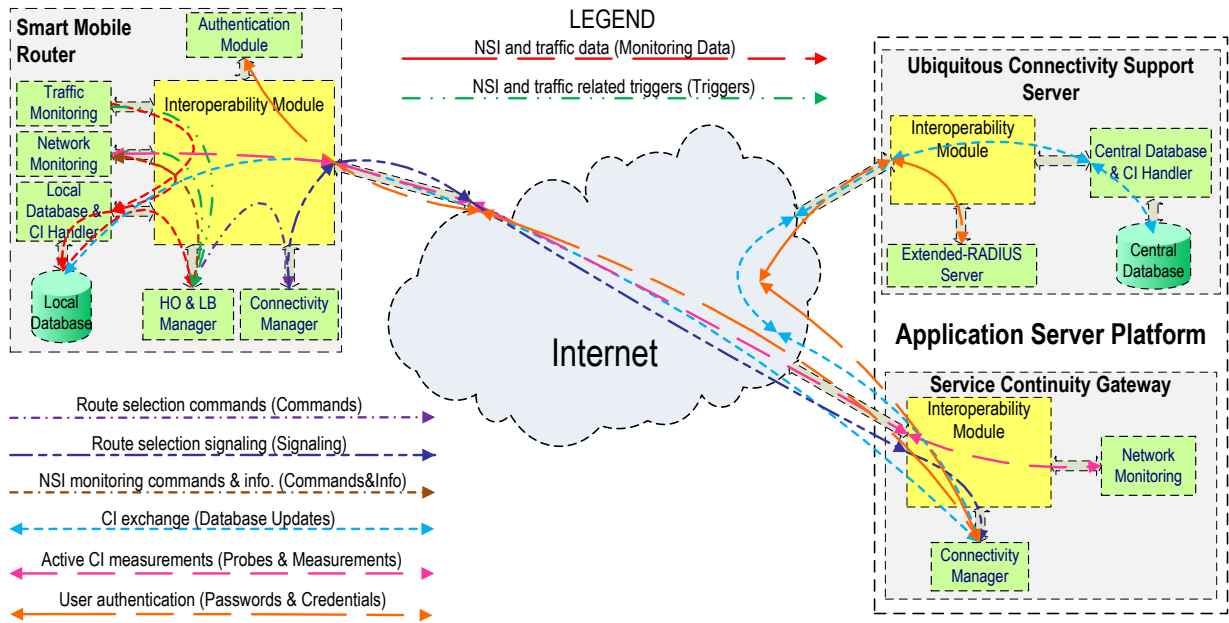 Smart Mobile
Router
Authentication
Module
Traffic
Monitoring
Interoperability Module
Network
Monitoring
Local
Database &
CI Handler
Local
Database
HO & LB
Manager
Connectivity
Manager
LEGEND
NSI and traffic data (Monitoring Data)
NSI and traffic related triggers (Triggers)
Internet
Ubiquitous Connectivity Support
Server
Interoperability
Module
Central Database
& CI Handler
Extended-RADIUS
Server
Central
Database
Application Server Platform
Service Continuity Gateway
Interoperability
Module
Network
Monitoring
Connectivity
Manager
Route selection commands (Commands)
Route selection signaling (Signaling)
NSI monitoring commands & info. (Commands&Info)
CI exchange (Database Updates)
Active CI measurements (Probes & Measurements)
User authentication (Passwords & Credentials)